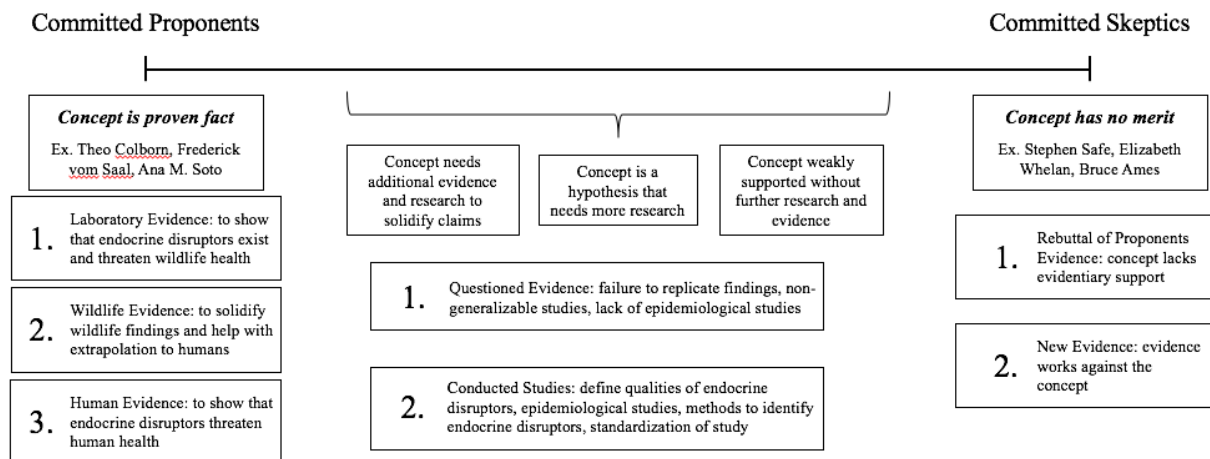 Committed Proponents
Committed Skeptics
Concept is proven fact
Ex. Theo Colborn, Frederick
vom Saal, Ana M. Soto
1.
Laboratory Evidence: to show
that endocrine disruptors exist
and threaten wildlife health
2.
Wildlife Evidence: to solidify
wildlife findings and help with
extrapolation to humans
3.
Human Evidence: to show that
endocrine disruptors threaten
human health
Concept needs
additional evidence
and research to
solidify claims
Concept is a
hypothesis that
needs more research
Concept weakly
supported without
further research and
evidence
1.
Questioned Evidence: failure to replicate findings, non-
generalizable studies, lack of epidemiological studies
2.
Conducted Studies: define qualities of endocrine
disruptors, epidemiological studies, methods to identify
endocrine disruptors, standardization of study
Concept has no merit
Ex. Stephen Safe, Elizabeth
Whelan, Bruce Ames
1.
Rebuttal of Proponents
Evidence: concept lacks
evidentiary support
2.
New Evidence: evidence
works against the
concept